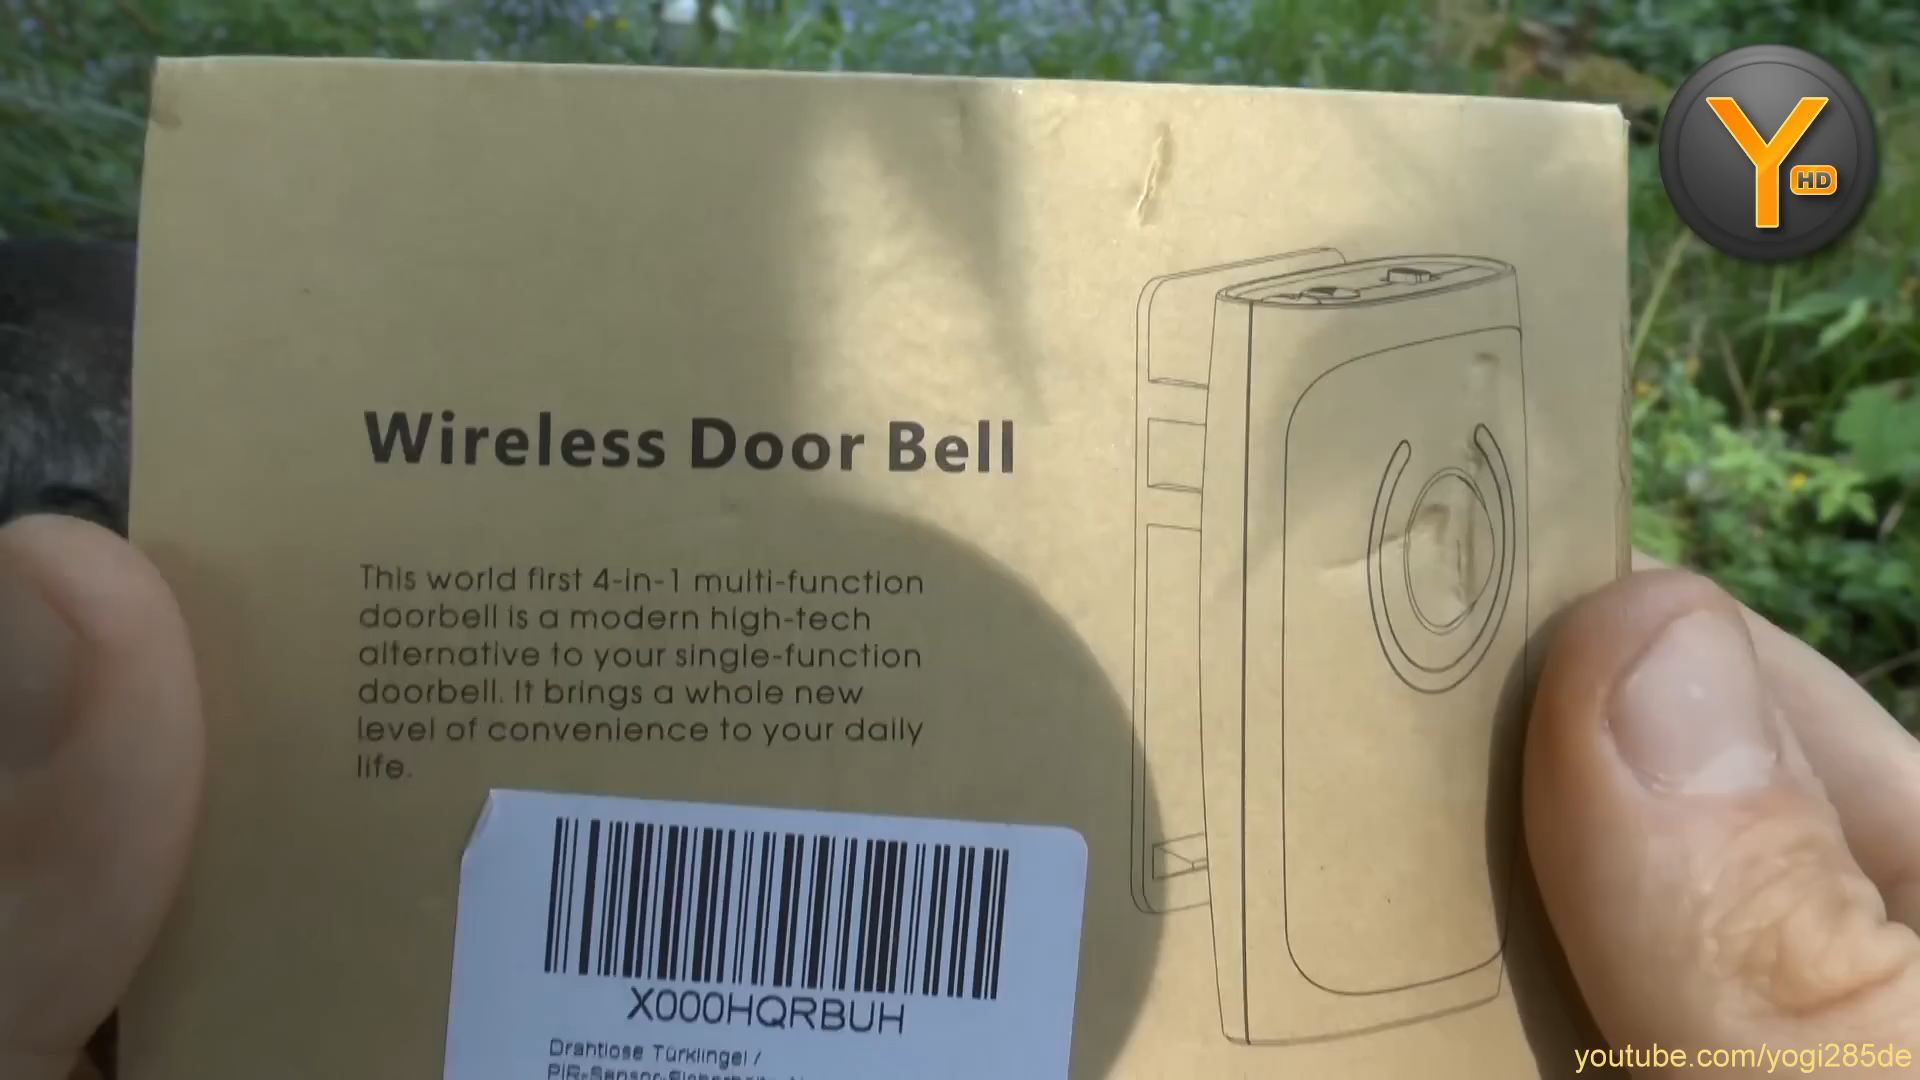 Y HD
Wireless Door Bell
This world first 4-in-1 multi-function
doorbell is a modern high-tech
alternative to your single-function
doorbell. It brings a whole new
level of convenience to your daily
life.
X000HQRBUH
Drahtlose Türklingel /
PIR-Sensor
youtube.com/yogi285de